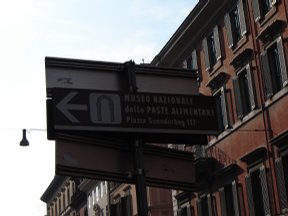 MUSEO NAZIONALE
delle PASTE ALIMENTARI
Piazza Scanderbeg 117